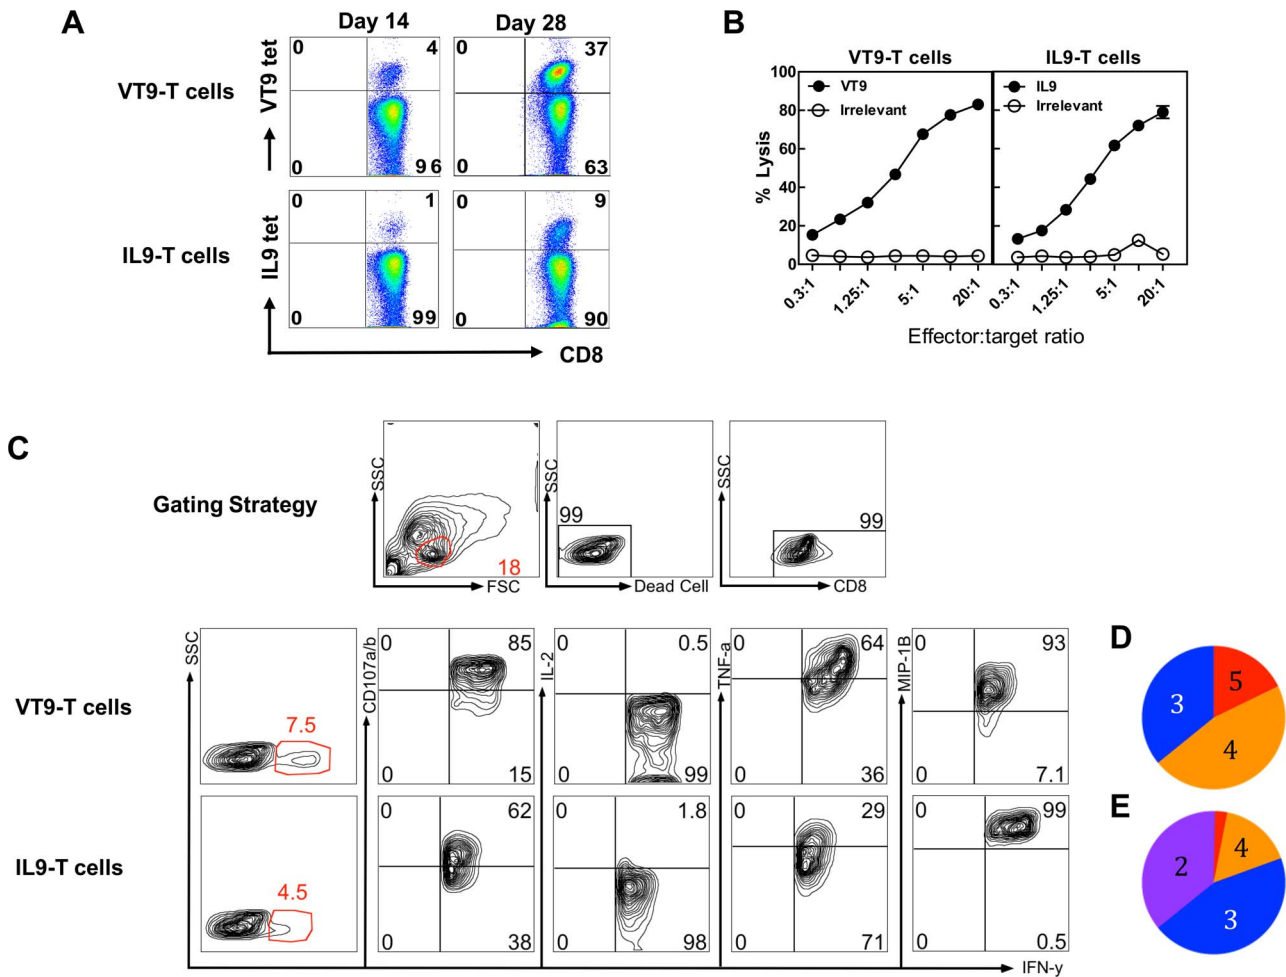 A
Day 14
Day 28
VT9-T cells
VT9 tet
0
4
0
96
0
37
0
63
IL9-T cells
IL9 tet
0
1
0
99
0
9
0
90
CD8
B
VT9-T cells
IL9-T cells
% Lysis
100
80
60
40
20
0
VT9
Irrelevant
IL9
Irrelevant
0.3:1
1.25:1
5:1
20:1
0.3:1
1.25:1
5:1
20:1
Effector:target ratio
C
Gating Strategy
SSC
18
FSC
SSC
99
Dead Cell
SSC
99
CD8
VT9-T cells
SSC
7.5
CD107a/b
0
85
0
15
IL-2
0
0.5
0
99
TNF-a
0
64
0
36
MIP-1B
0
93
0
7.1
IL9-T cells
4.5
0
62
0
38
0
1.8
0
98
0
29
0
71
0
99
0
0.5
IFN-y
D
3
5
4
E
2
4
3